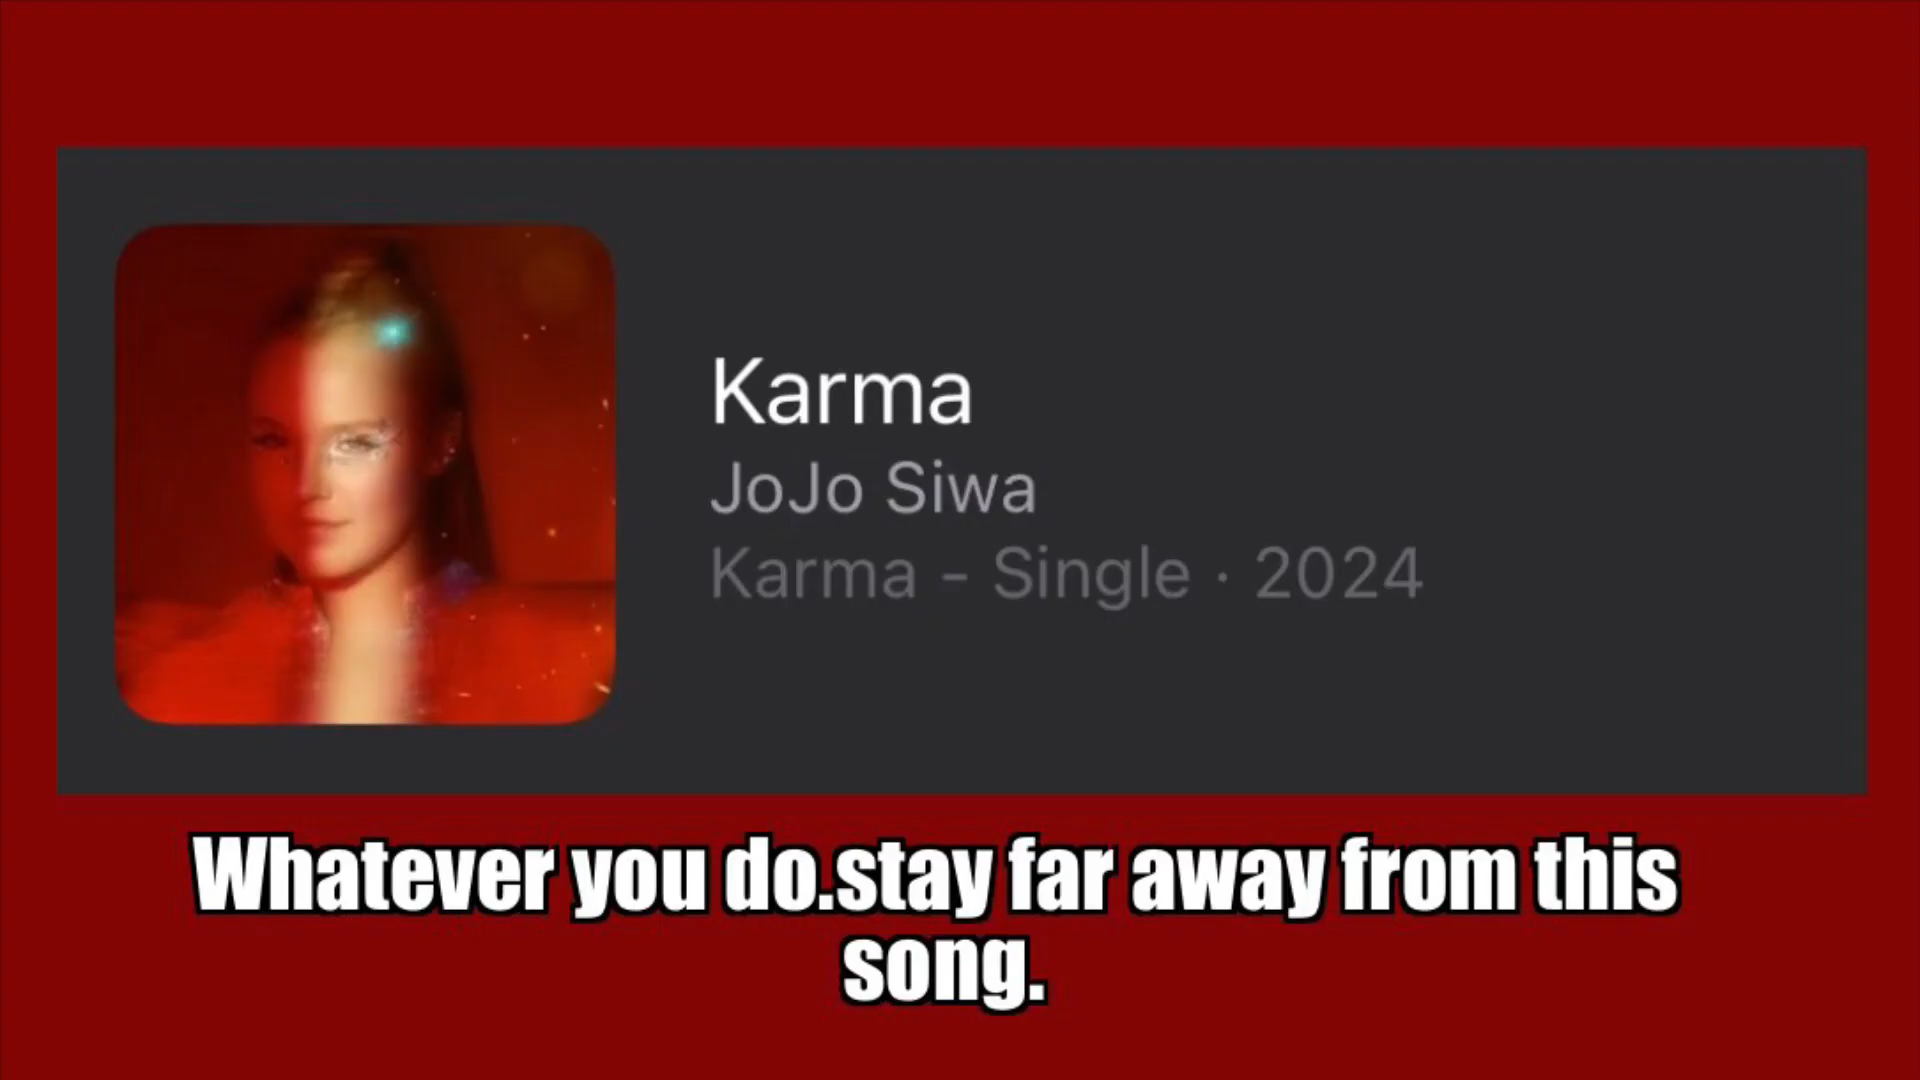 Karma
JoJo Siwa
Karma - Single · 2024
Whatever you do.stay far away from this
song.